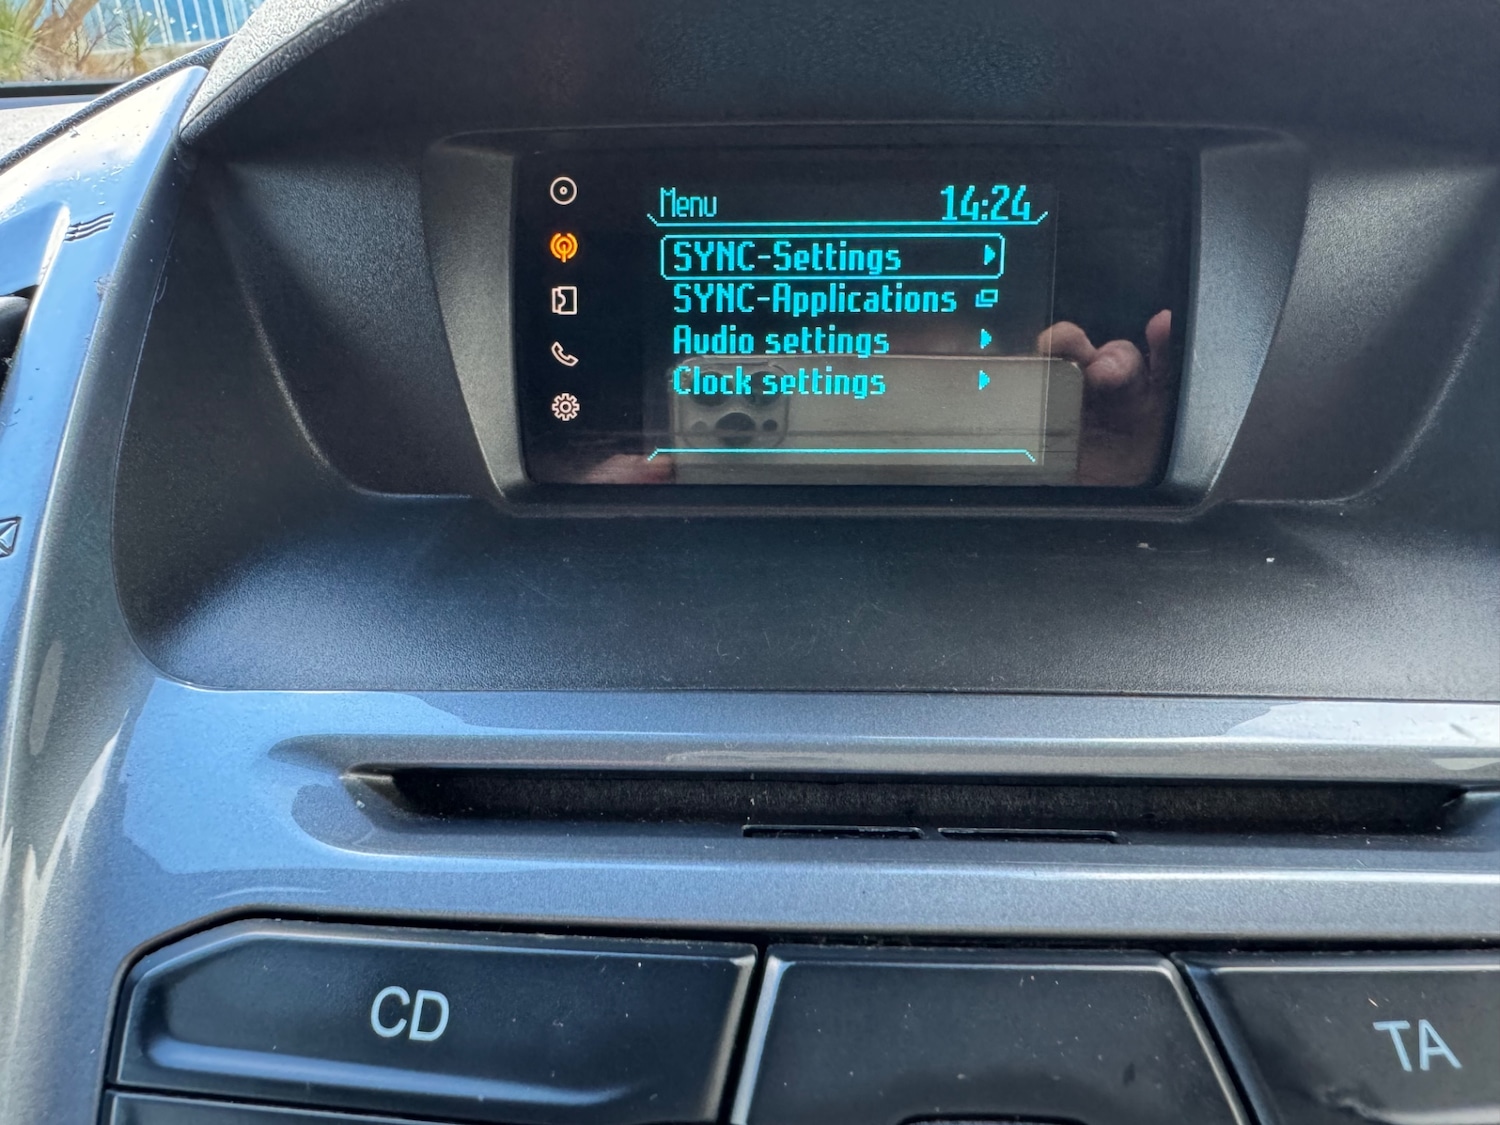 Menu 14:24
SYNC-Settings
SYNC-Applications
Audio settings
Clock settings
CD
TA